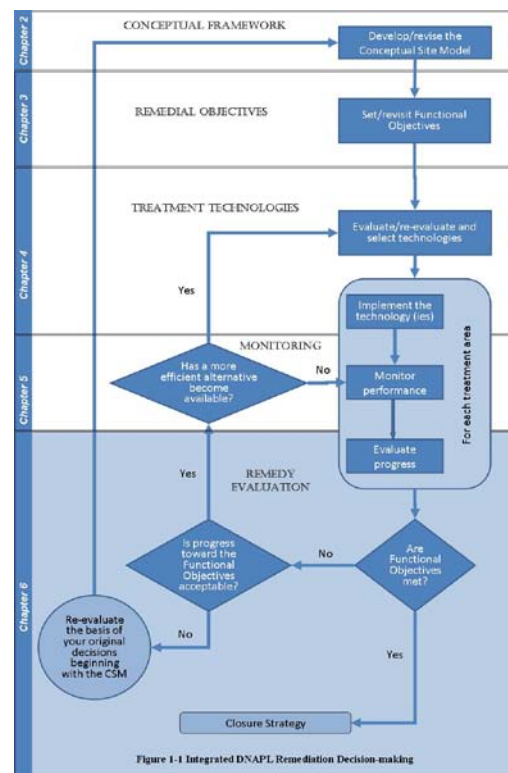 Chapter 2
CONCEPTUAL FRAMEWORK
Develop/revise the
Conceptual Site Model
Chapter 3
REMEDIAL OBJECTIVES
Set/revisit Functional
Objectives
Chapter 4
TREATMENT TECHNOLOGIES
Evaluate/re-evaluate and
select technologies
Yes
Implement the
technology (ies)
For each treatment area
Chapter 5
MONITORING
Has a more
efficient alternative
become
available?
No
Monitor
performance
Evaluate
progress
Chapter 6
REMEDY
EVALUATION
Yes
Is progress
toward the
Functional
Objectives
acceptable?
No
Are
Functional
Objectives
met?
No
Yes
Re-evaluate
the basis of
your original
decisions
beginning
with the CSM
Closure Strategy
Figure 1-1 Integrated DNAPL Remediation Decision-making